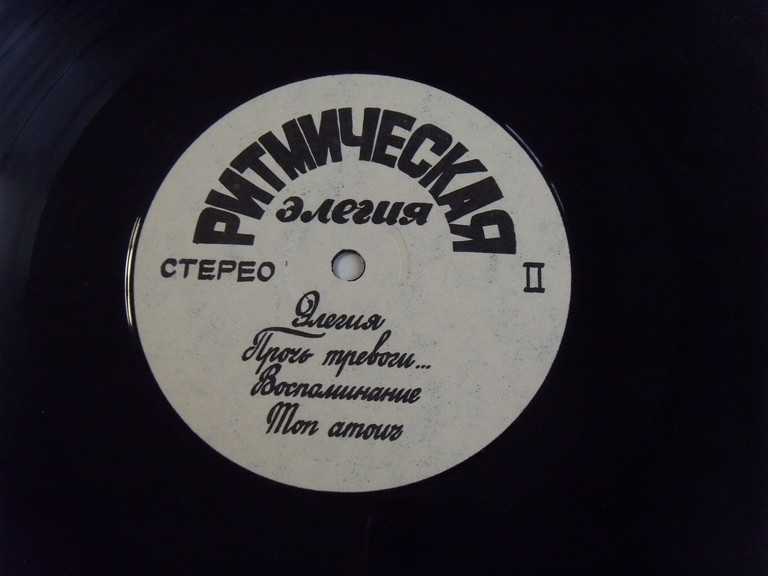 РИТМИЧЕСКАЯ
элегия
СТЕРЕО
II
Элегия
Прочь тревоги...
Воспоминание
Mon amour